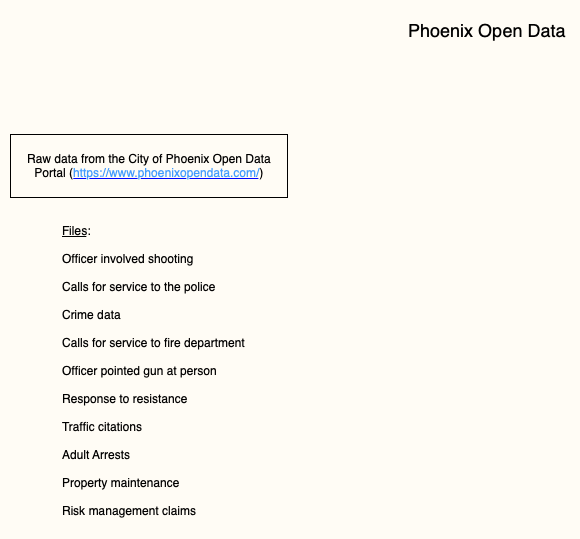 Phoenix Open Data
Raw data from the City of Phoenix Open Data
Portal (https://www.phoenixopendata.com/)
Files:
Officer involved shooting
Calls for service to the police
Crime data
Calls for service to fire department
Officer pointed gun at person
Response to resistance
Traffic citations
Adult Arrests
Property maintenance
Risk management claims